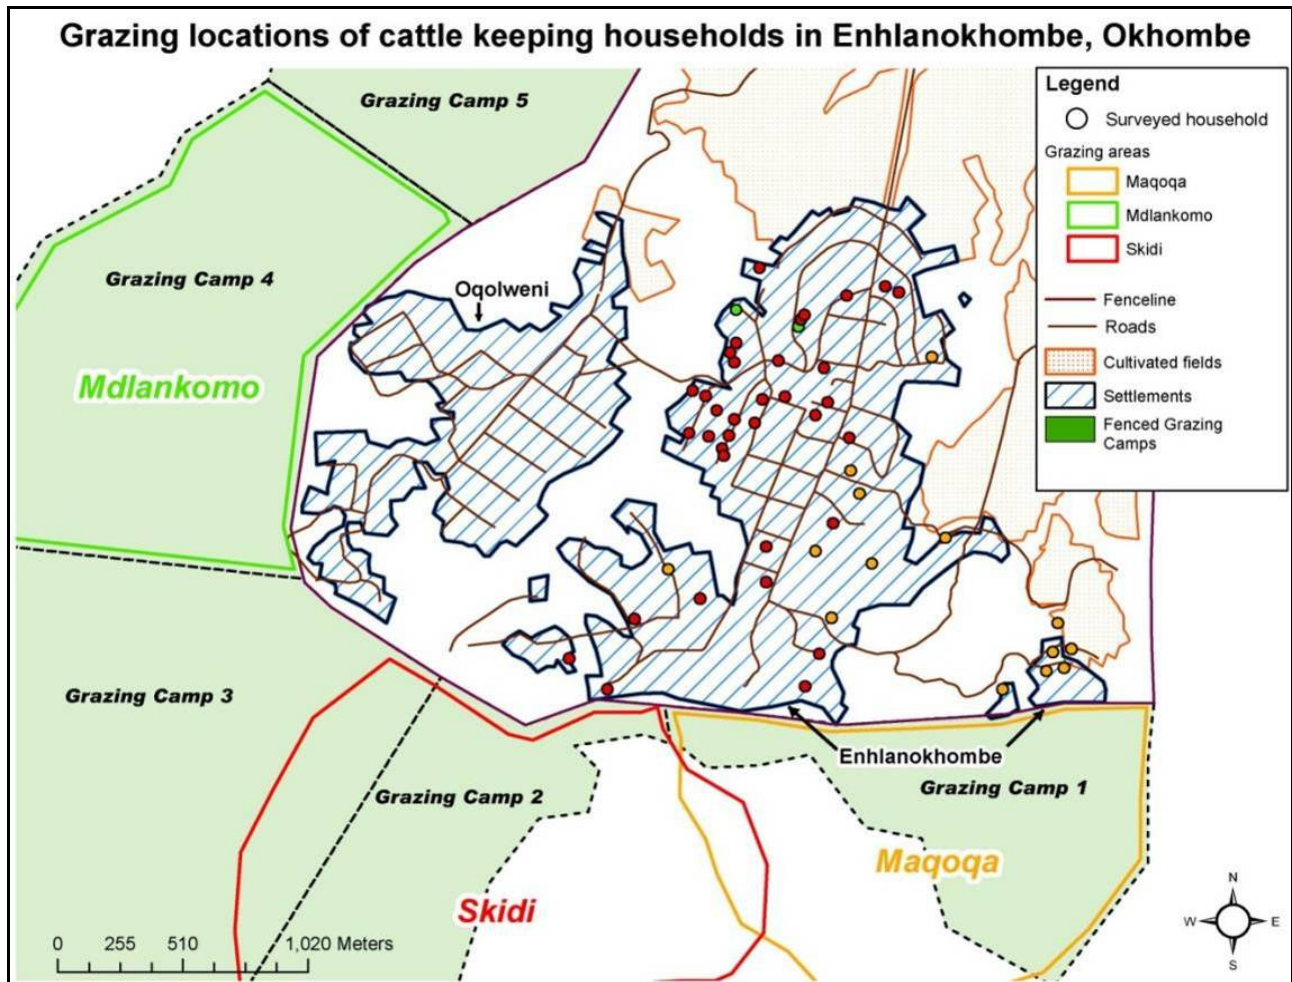 Grazing locations of cattle keeping households in Enhlanokhombe, Okhombe
Grazing Camp 5
Legend
Surveyed household
Grazing areas
Maqoqa
Mdlankomo
Skidi
Fenceline
Roads
Cultivated fields
Settlements
Fenced Grazing
Camps
Grazing Camp 4
Oqolweni
Mdlankomo
Grazing Camp 3
Enhlanokhombe
Grazing Camp 2
Grazing Camp 1
Maqoqa
Skidi
0 255 510 1,020 Meters
N
W E
S